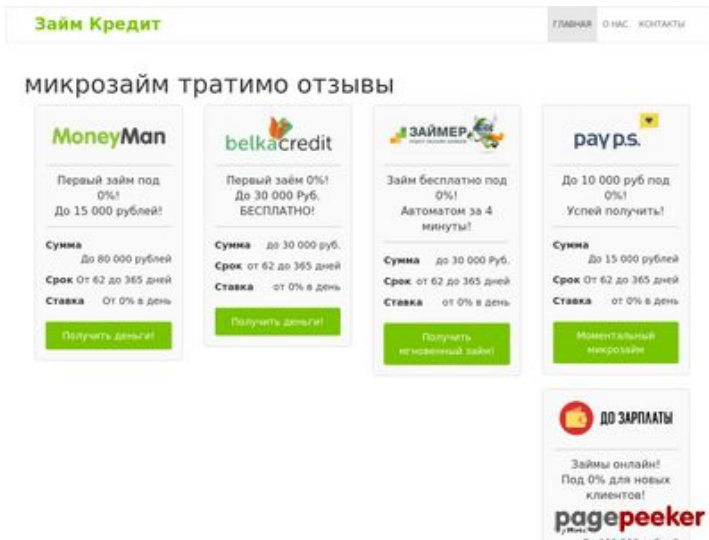 Займ Кредит
ГЛАВНАЯ О НАС КОНТАКТЫ
микрозайм тратимо отзывы
MoneyMan
Первый займ под
0%!
До 15 000 рублей!
Сумма
До 80 000 рублей
Срок От 62 до 365 дней
Ставка От 0% в день
Получить деньги!
belkacredit
Первый заём 0%!
До 30 000 Руб.
БЕСПЛАТНО!
Сумма до 30 000 руб.
Срок от 62 до 365 дней
Ставка от 0% в день
Получить деньги!
ЗАЙМЕР
Займ бесплатно под
0%!
Автоматом за 4
минуты!
Сумма до 30 000 Руб.
Срок от 62 до 365 дней
Ставка от 0% в день
Получить
мгновенный займ!
pay p.s.
До 10 000 руб под
0%!
Успей получить!
Сумма
До 15 000 рублей
Срок От 62 до 365 дней
Ставка От 0% в день
Моментальный
микрозайм
ДО ЗАРПЛАТЫ
Займы онлайн!
Под 0% для новых
клиентов!
pagepeeker